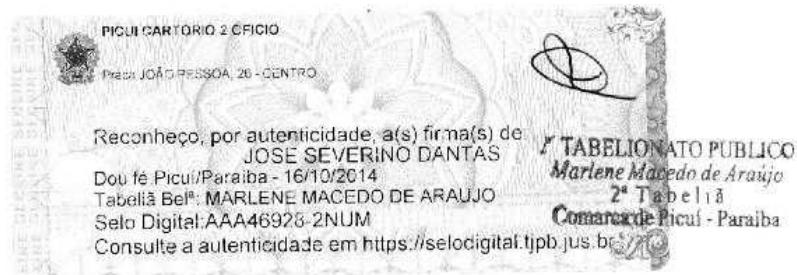 PICUI CARTORIO 2 OFICIO
Praça JOÃO PESSOA, 26 - CENTRO
Reconheço, por autenticidade, a(s) firma(s) de
JOSE SEVERINO DANTAS
Dou fé Picuí/Paraiba - 16/10/2014
Tabeliã Belª: MARLENE MACEDO DE ARAUJO
Selo Digital:AAA46928-2NUM
Consulte a autenticidade em https://selodigital.tjpb.jus.br
TABELIONATO PUBLICO
Marlene Macedo de Araújo
2ª Tabeliã
Comarca de Picuí - Paraiba